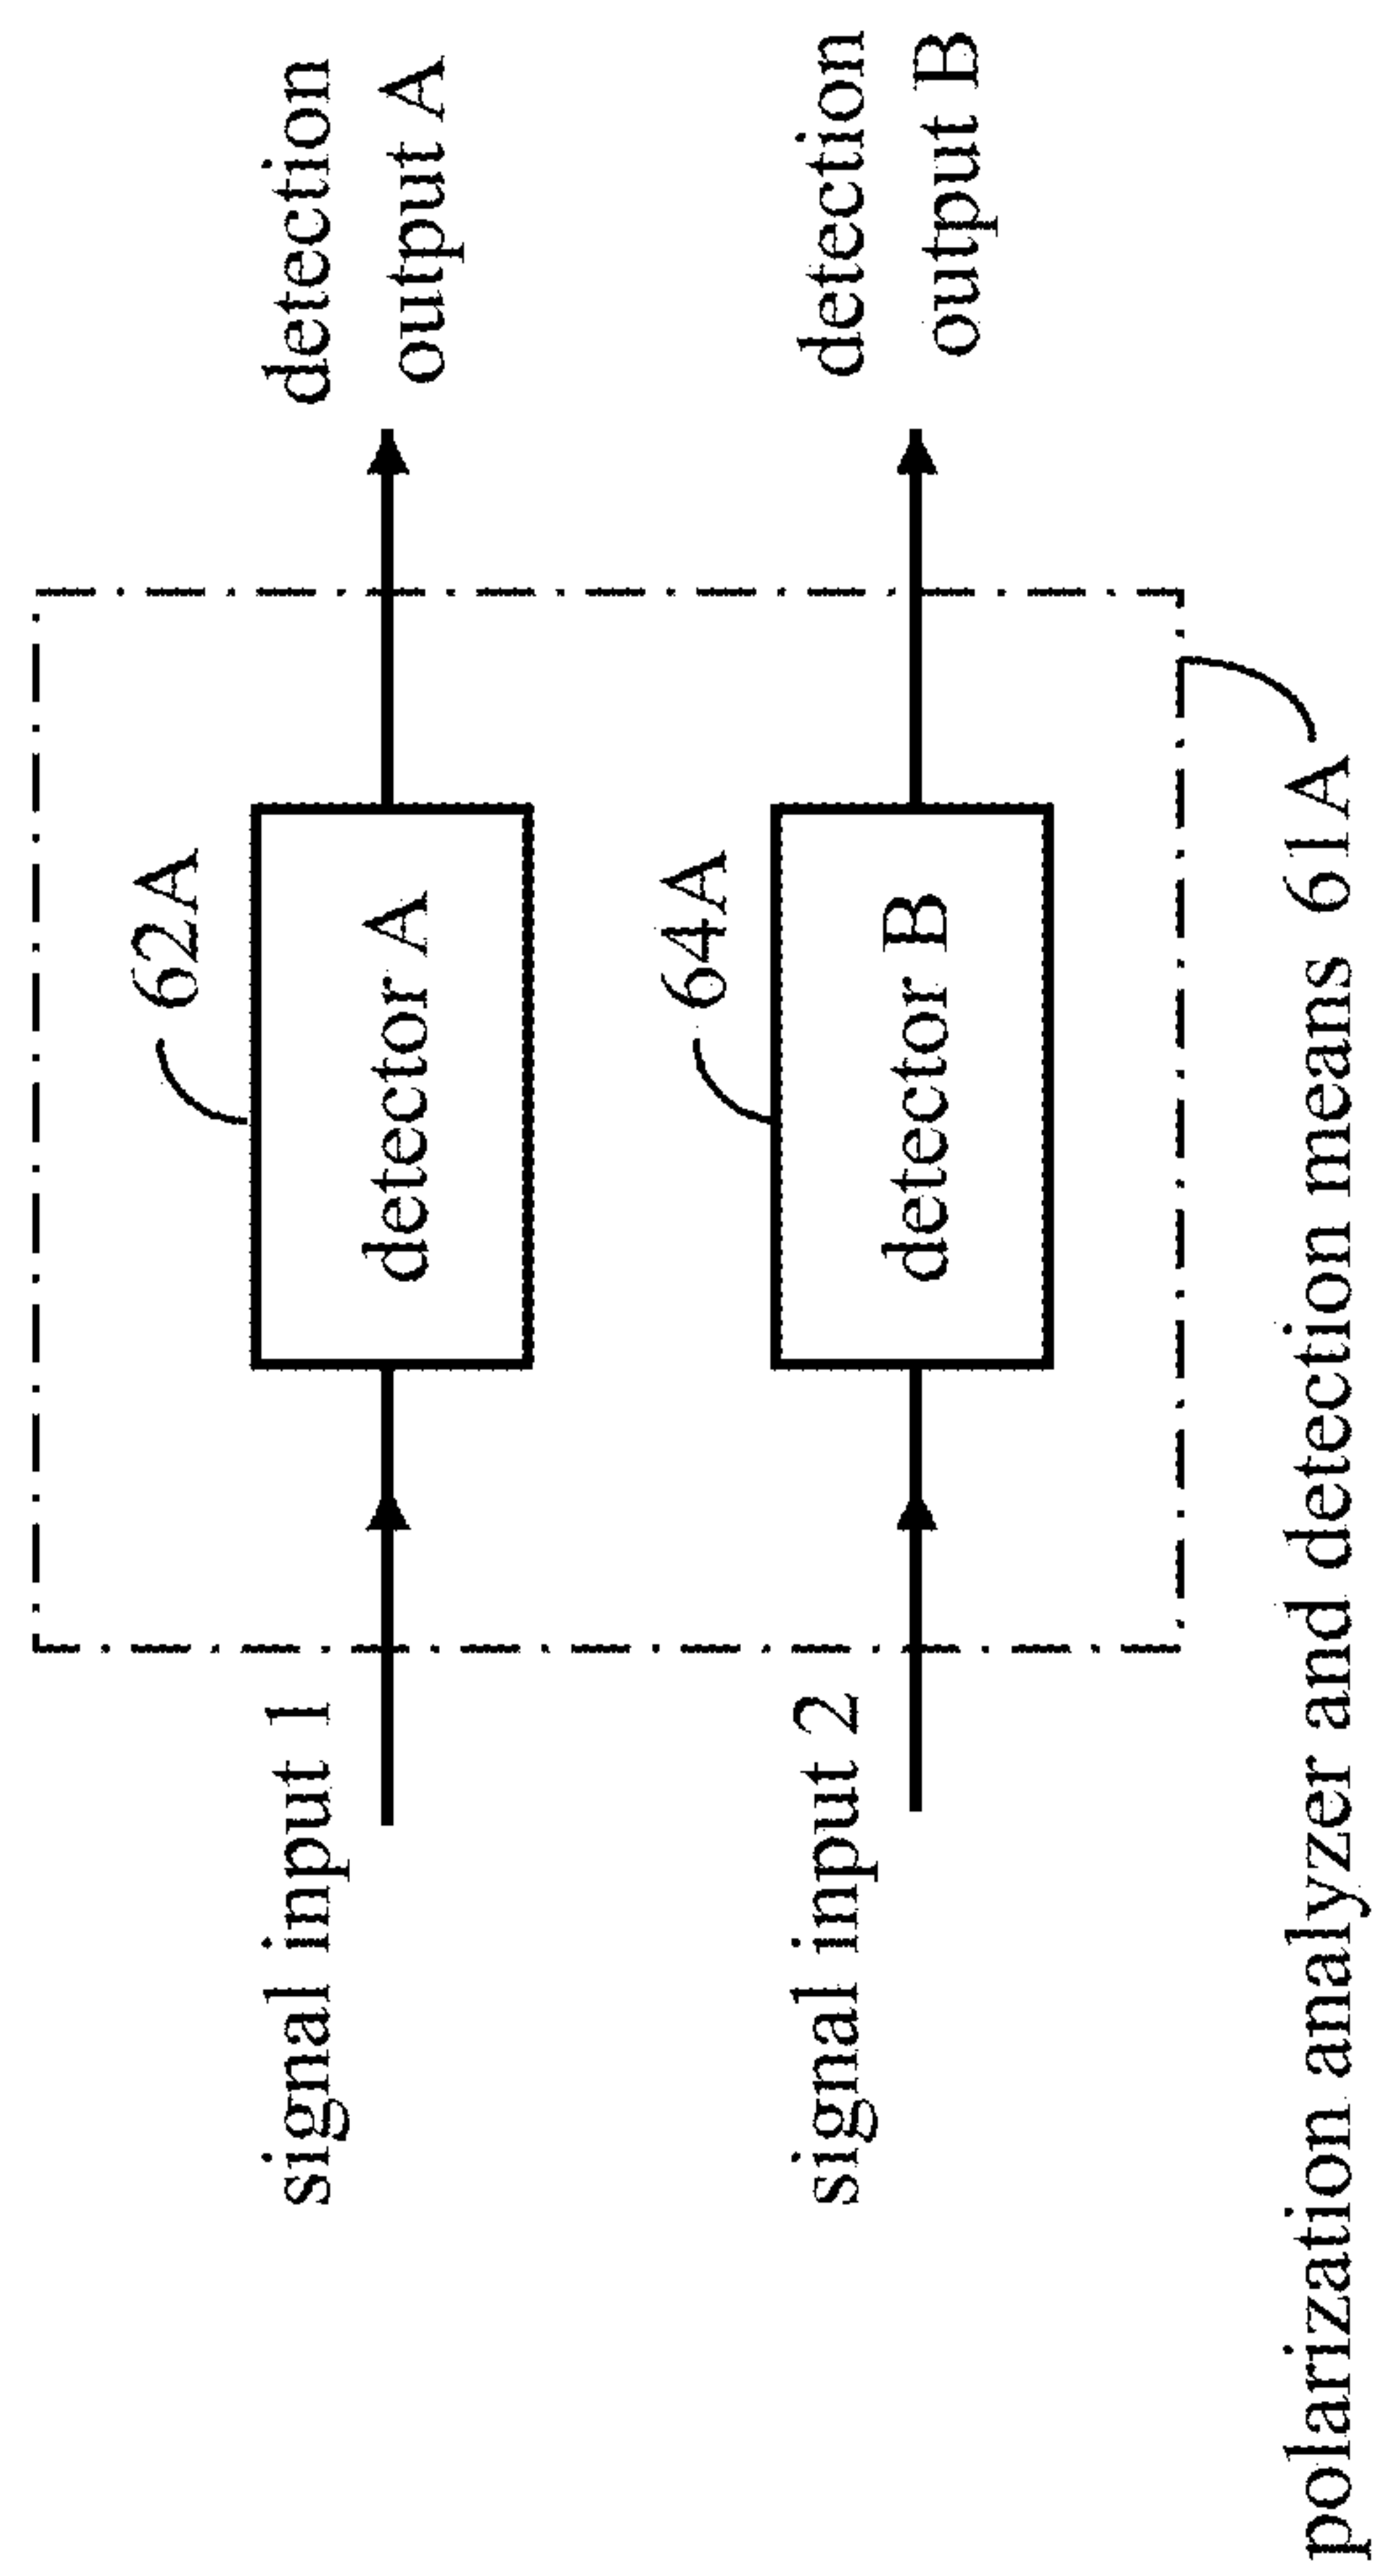 signal input 1
62A
detector A
detection
output A
signal input 2
64A
detector B
detection
output B
polarization analyzer and detection means 61A